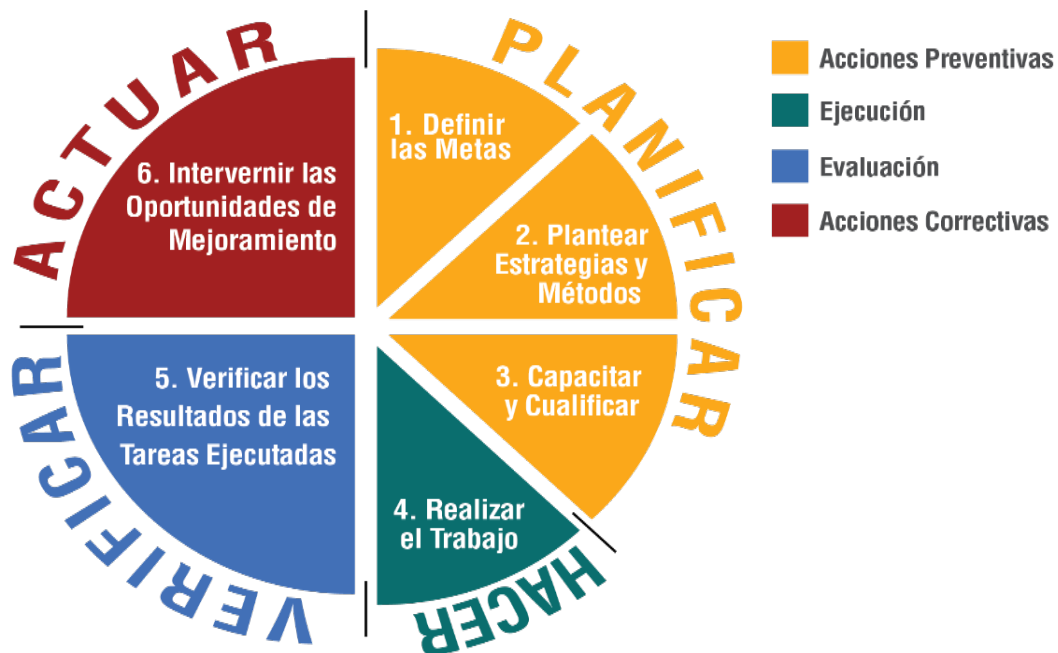 PLANIFICAR
1. Definir
las Metas
2. Plantear
Estrategias y
Métodos
3. Capacitar
y Cualificar
HACER
4. Realizar
el Trabajo
VERIFICAR
5. Verificar los
Resultados de las
Tareas Ejecutadas
ACTUAR
6. Intervernir las
Oportunidades de
Mejoramiento
Acciones Preventivas
Ejecución
Evaluación
Acciones Correctivas